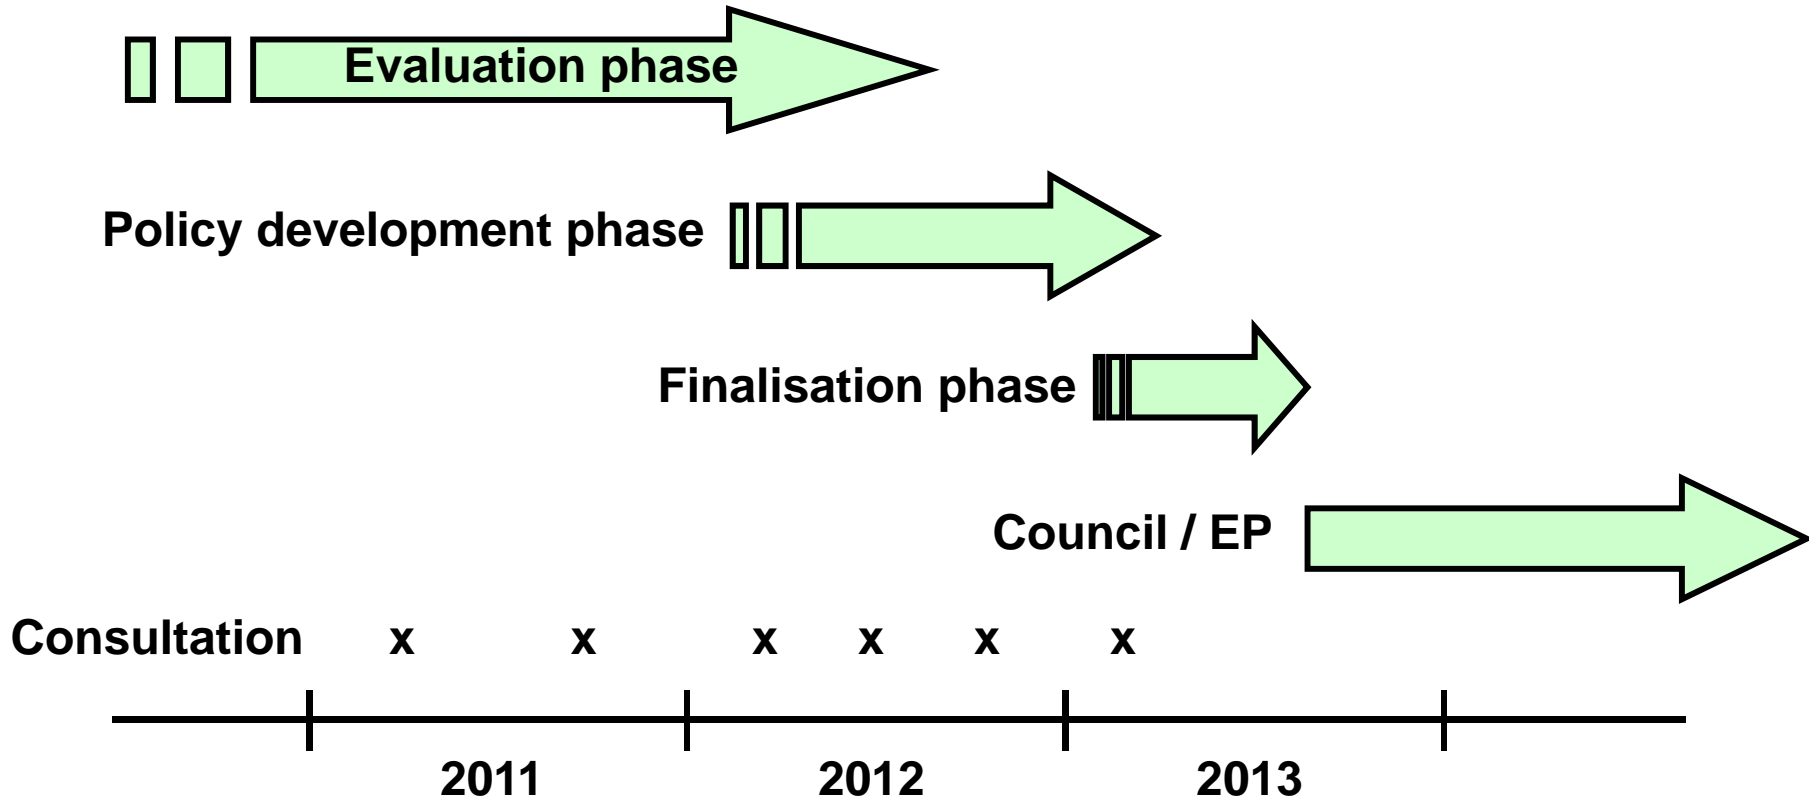 Evaluation phase
Policy development phase
Finalisation phase
Council / EP
Consultation x x x x x x
2011 2012 2013